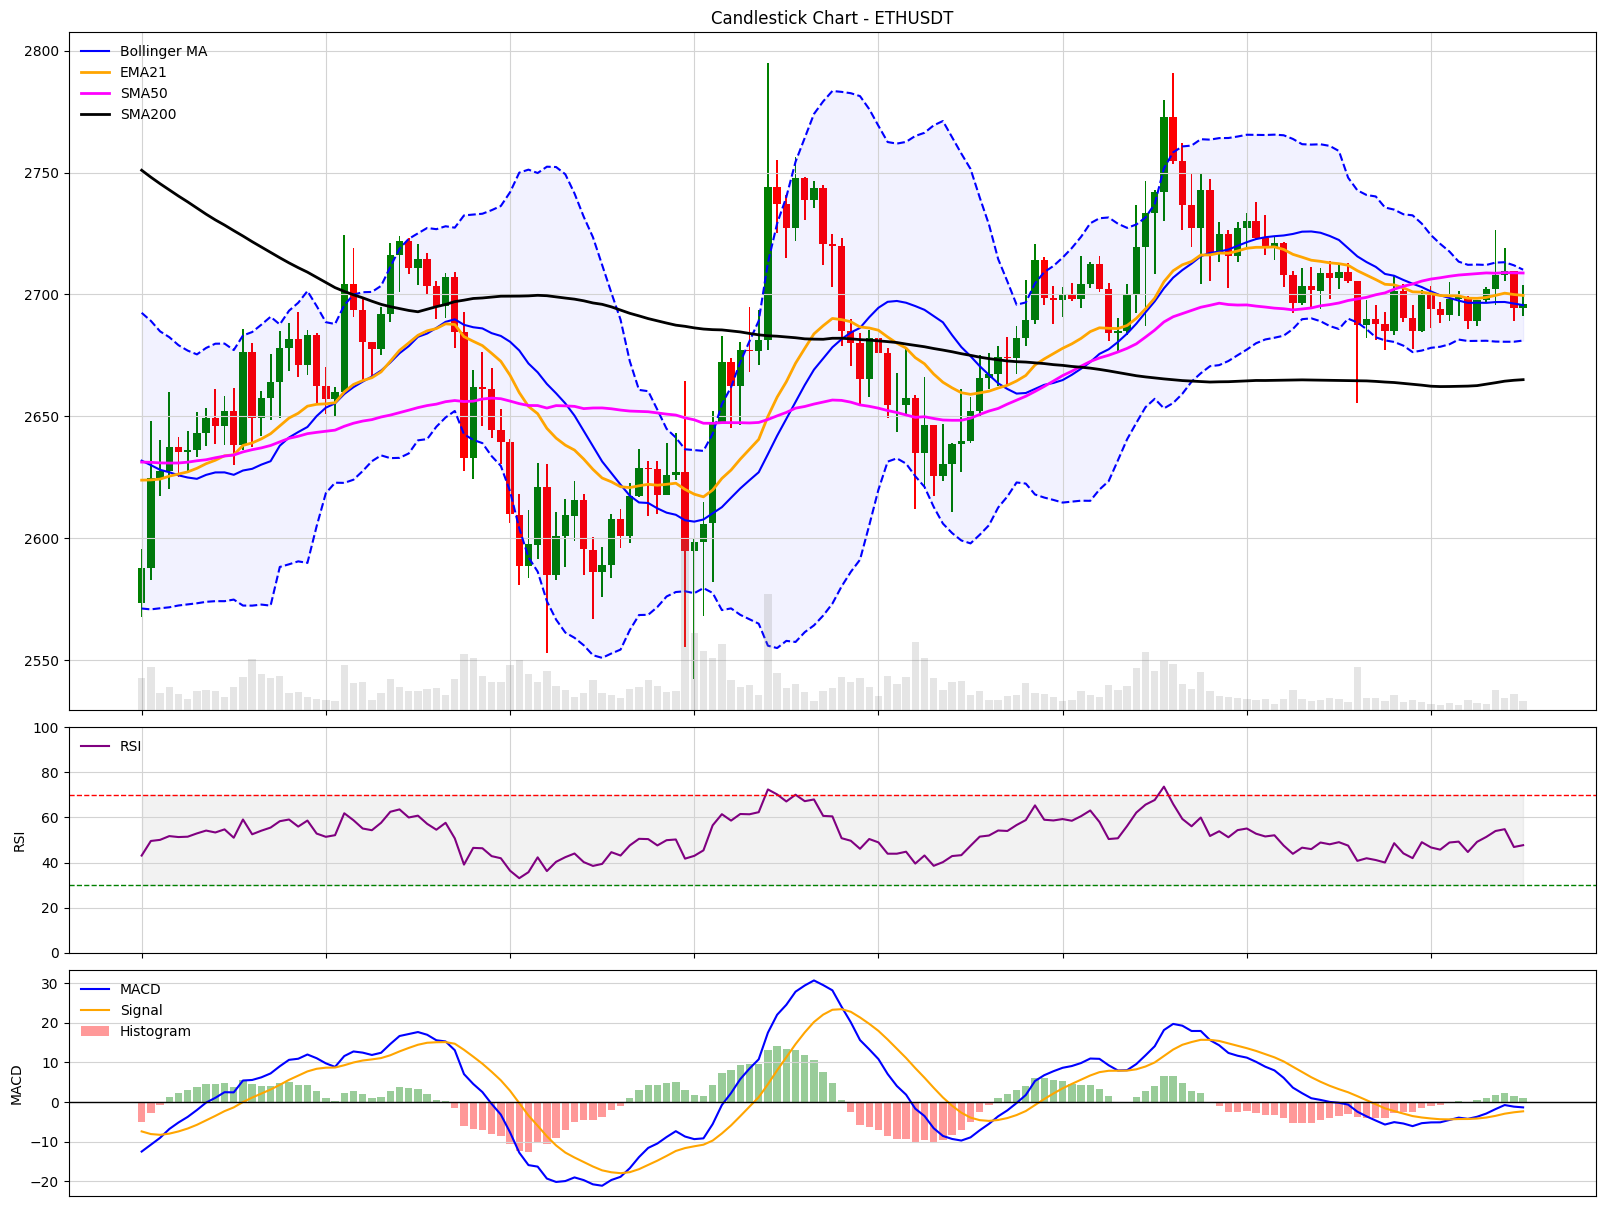 Candlestick Chart - ETHUSDT
2800
2750
2700
2650
2600
2550
Bollinger MA
EMA21
SMA50
SMA200
100
80
60
40
20
0
RSI
RSI
30
20
10
0
−10
−20
MACD
MACD
Signal
Histogram